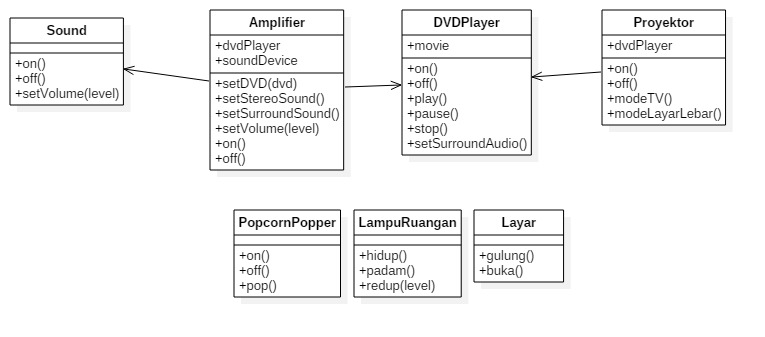 Sound
+on()
+off()
+setVolume(level)
Amplifier
+dvdPlayer
+soundDevice
+setDVD(dvd)
+setStereoSound()
+setSurroundSound()
+setVolume(level)
+on()
+off()
DVDPlayer
+movie
+on()
+off()
+play()
+pause()
+stop()
+setSurroundAudio()
Proyektor
+dvdPlayer
+on()
+off()
+modeTV()
+modeLayarLebar()
PopcornPopper
+on()
+off()
+pop()
LampuRuangan
+hidup()
+padam()
+redup(level)
Layar
+gulung()
+buka()